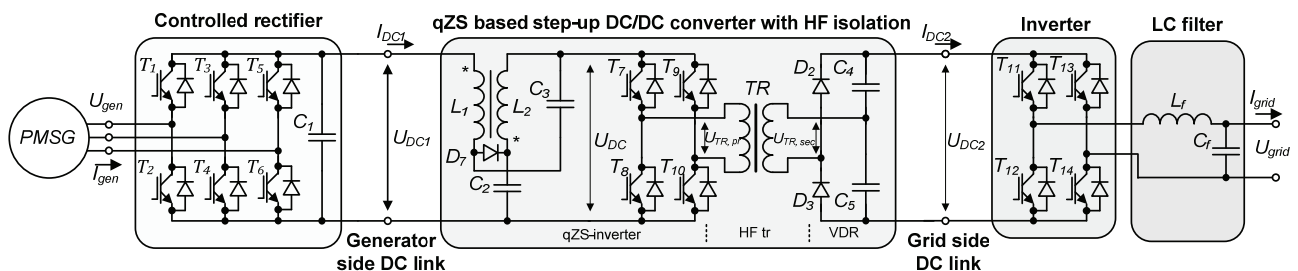 Controlled rectifier
qZS based step-up DC/DC converter with HF isolation
Inverter
LC filter
I_DC1
I_DC2
T1
T3
T5
T7
T9
D2
C4
T11
T13
U_gen
PMSG
C1
U_DC1
*
L1
L2
C3
U_DC
TR
U_TR, pr
U_TR, sec
U_DC2
L_f
I_grid
*
D7
C_f
I_gen
T2
T4
T6
C2
T8
T10
D3
C5
T12
T14
U_grid
Generator
side DC link
qZS-inverter
HF tr
VDR
Grid side
DC link